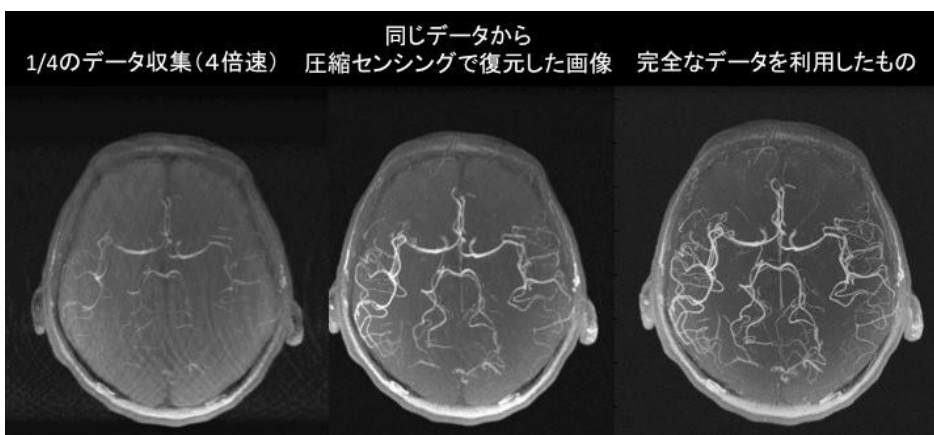 1/4のデータ収集(4倍速)
同じデータから
圧縮センシングで復元した画像
完全なデータを利用したもの